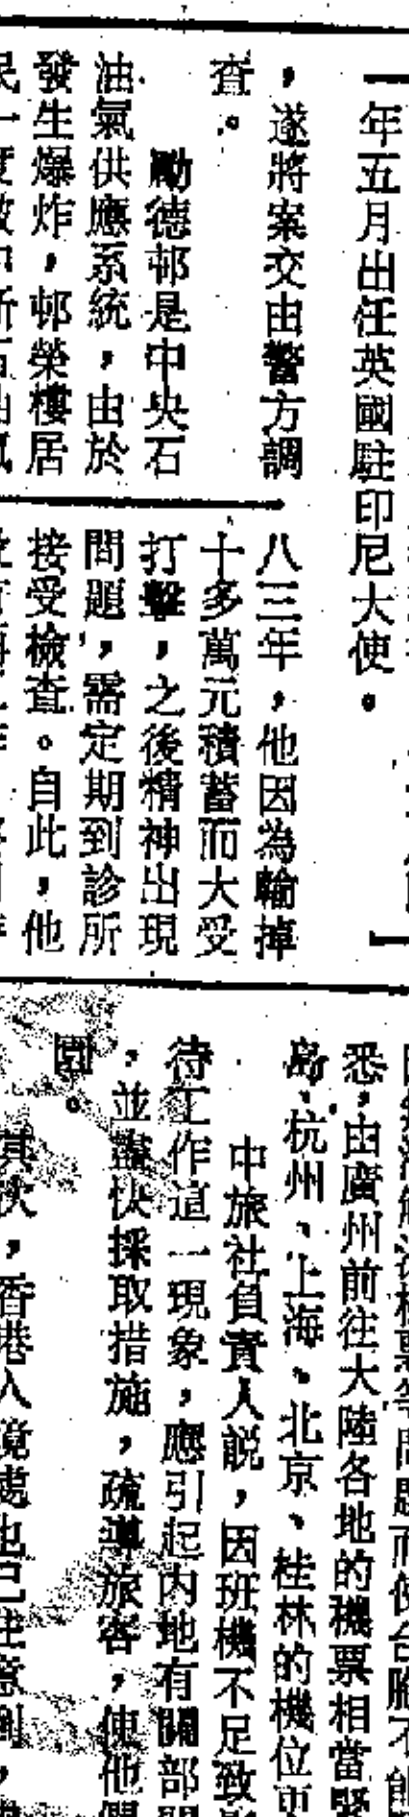 年五月出任英國駐印尼大使。
，遂將案交由警方調
查。
勵德邨是中央石
油氣供應系統，由於
發生爆炸，邨榮樓居
八三年，他因為輸掉
十多萬元積蓄而大受
打擊，之後精神出現
問題，需定期到診所
接受檢查。自此，他
悉，由廣州前往大陸各地的機票相當緊
島、杭州、上海、北京、桂林的機位更
中旅社負責人説，因班機不足致
待工作這一現象，應引起內地有關部
，並盡快採取措施，疏導旅客，使他
國。
其次，香港入境處也已注意到，